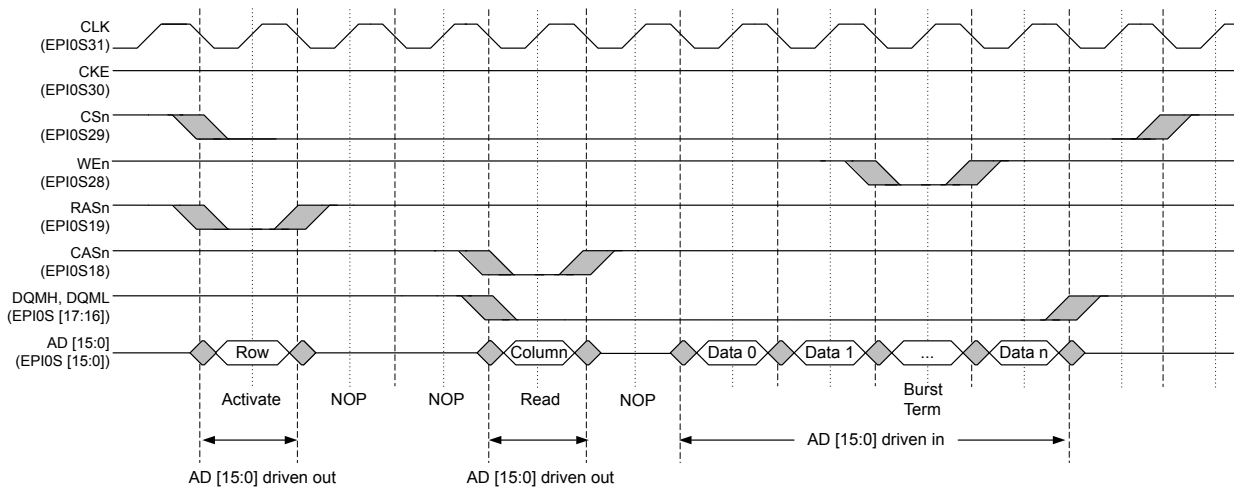 CLK
(EPI0S31)
CKE
(EPI0S30)
CSn
(EPI0S29)
WEn
(EPI0S28)
RASn
(EPI0S19)
CASn
(EPI0S18)
DQMH, DQML
(EPI0S [17:16])
AD [15:0]
(EPI0S [15:0])
Row
Column
Data 0
Data 1
...
Data n
Activate
NOP
NOP
Read
NOP
Burst
Term
AD [15:0] driven in
AD [15:0] driven out
AD [15:0] driven out